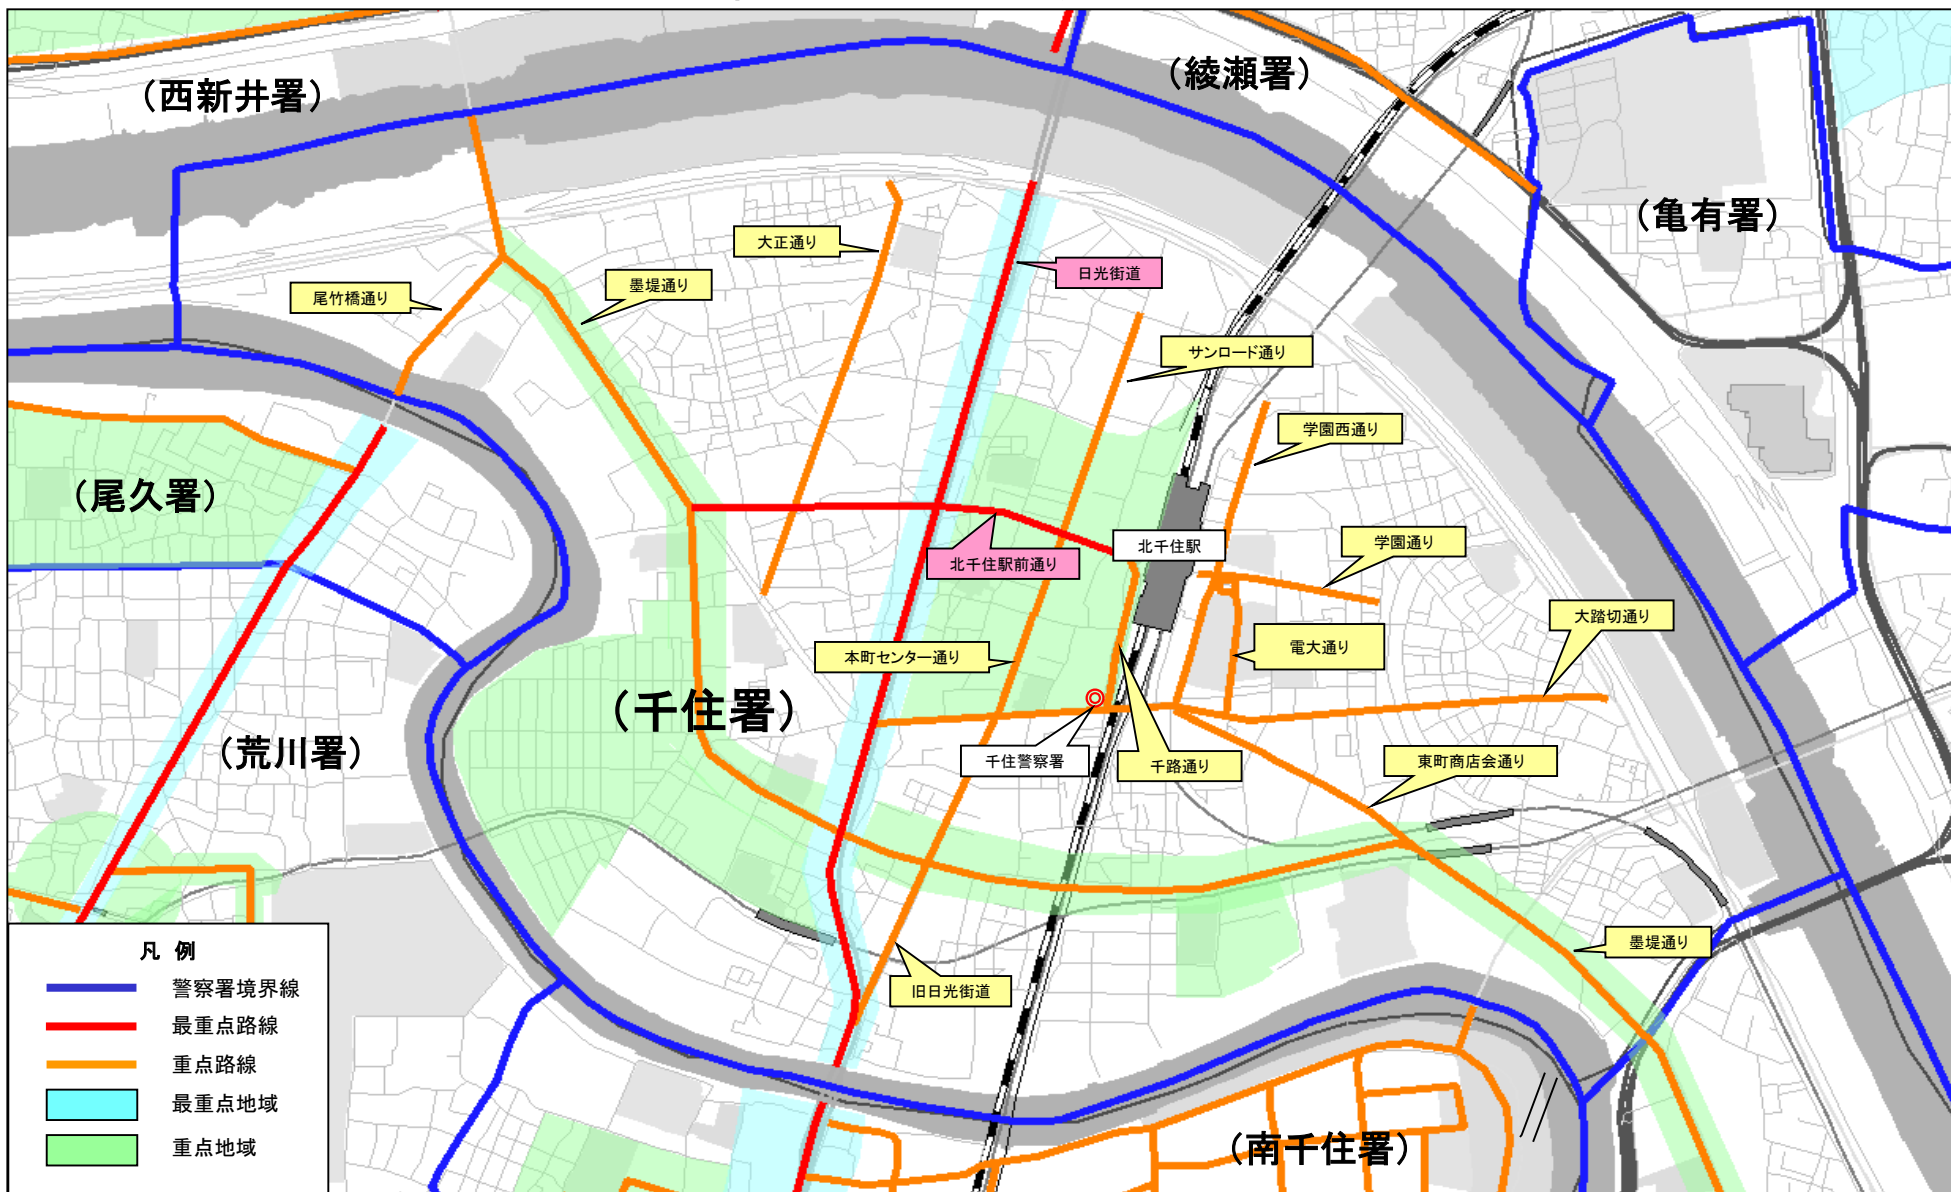 (西新井署)
(綾瀬署)
(亀有署)
大正通り
日光街道
墨堤通り
尾竹橋通り
サンロード通り
学園西通り
(尾久署)
北千住駅
学園通り
北千住駅前通り
大踏切通り
電大通り
本町センター通り
(千住署)
(荒川署)
千住警察署
千路通り
東町商店会通り
墨堤通り
旧日光街道
(南千住署)
凡 例
警察署境界線
最重点路線
重点路線
最重点地域
重点地域